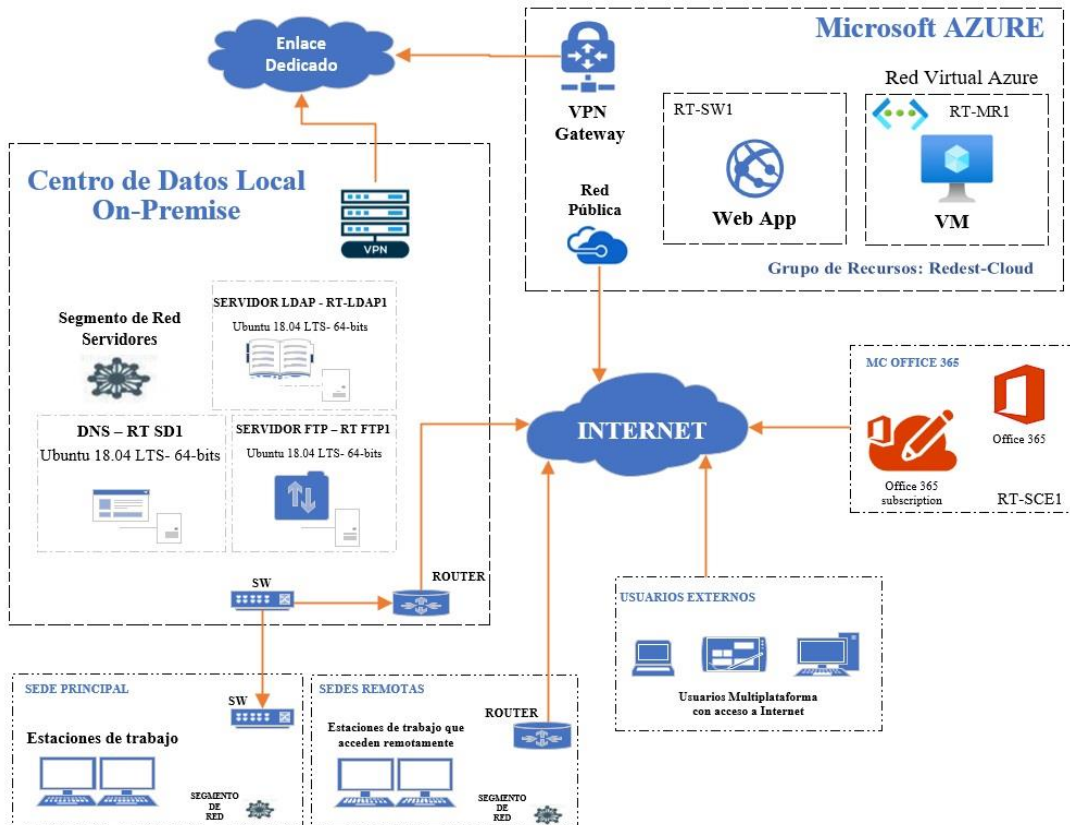 Enlace
Dedicado
Microsoft AZURE
VPN
Gateway
Red Virtual Azure
RT-SW1
Web App
RT-MR1
VM
Red
Pública
Grupo de Recursos: Redest-Cloud
Centro de Datos Local
On-Premise
VPN
Segmento de Red
Servidores
SERVIDOR LDAP - RT-LDAP1
Ubuntu 18.04 LTS- 64-bits
DNS – RT SD1
Ubuntu 18.04 LTS- 64-bits
SERVIDOR FTP – RT FTP1
Ubuntu 18.04 LTS- 64-bits
SW
ROUTER
INTERNET
MC OFFICE 365
Office 365
Office 365
subscription
RT-SCE1
USUARIOS EXTERNOS
Usuarios Multiplataforma
con acceso a Internet
SEDE PRINCIPAL
SW
Estaciones de trabajo
SEGMENTO
DE
RED
SEDES REMOTAS
ROUTER
Estaciones de trabajo que
acceden remotamente
SEGMENTO
DE
RED